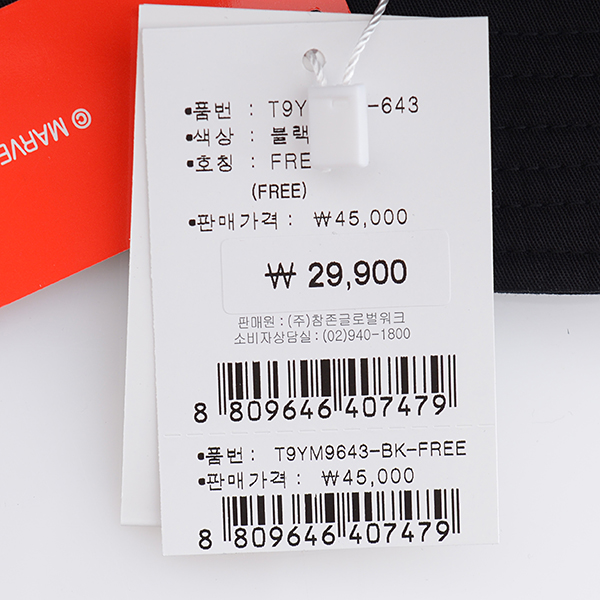 © MARVE
•품번 : T9Y -643
•색상 : 블랙
•호칭 : FRE
(FREE)
•판매가격 : ₩45,000
₩ 29,900
판매원 : (주)참존글로벌워크
소비자상담실 : (02)940-1800
8 809646 407479
•품번: T9YM9643-BK-FREE
•판매가격 : ₩45,000
8 809646 407479